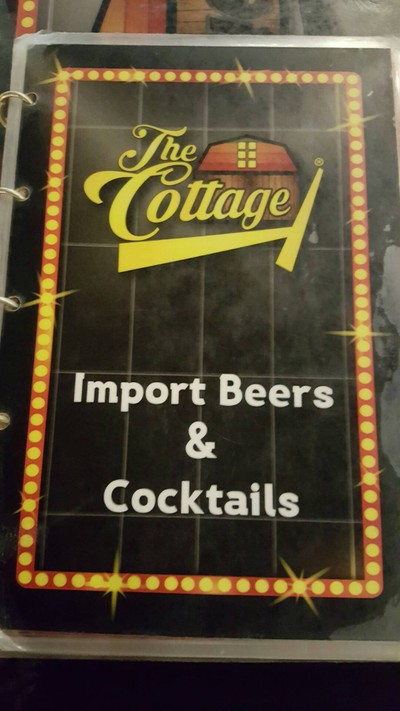 The
Cottage®
Import Beers
&
Cocktails